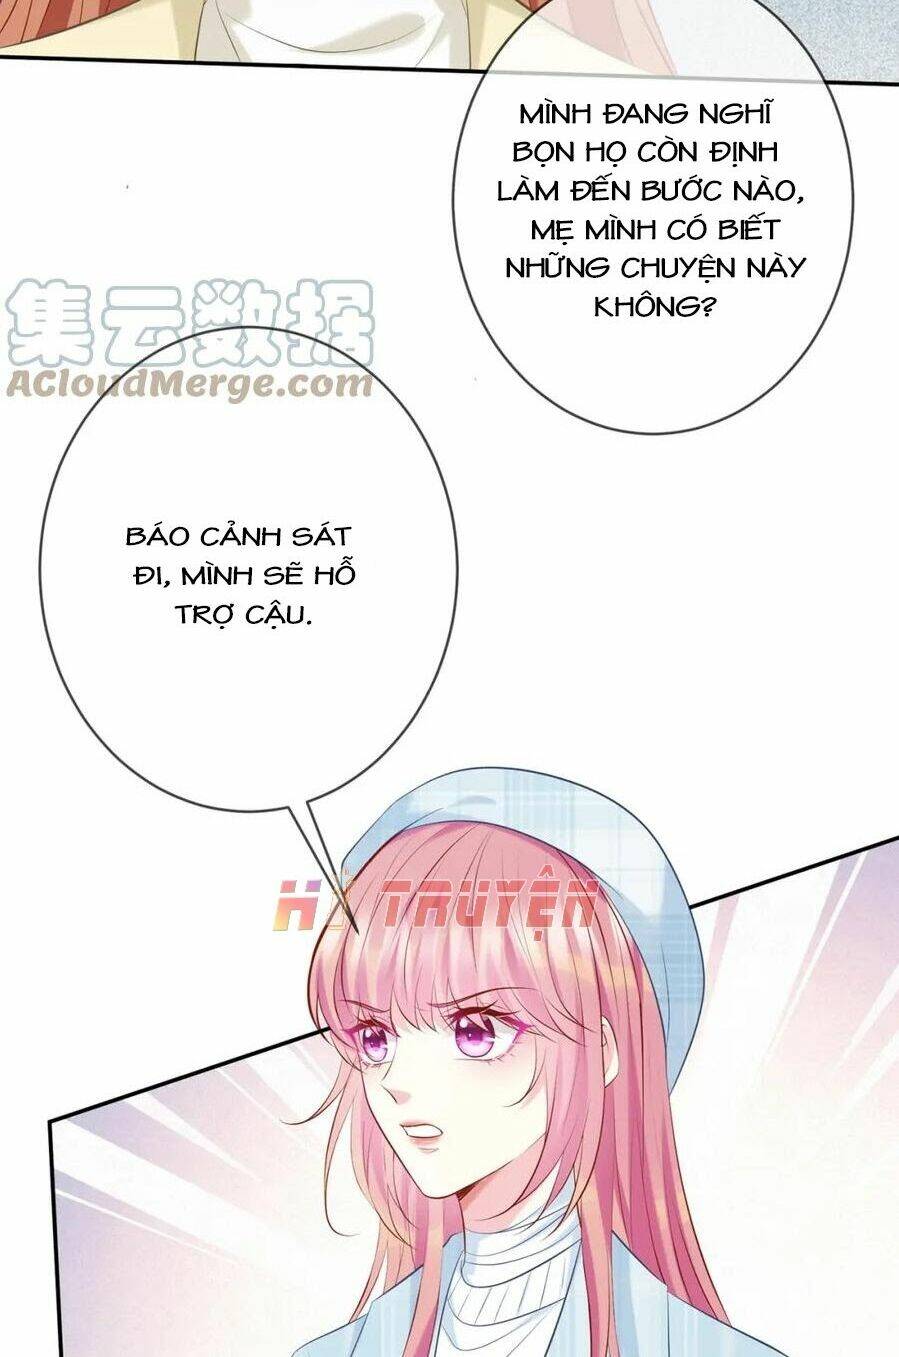 MÌNH ĐANG NGHĨ
BỌN HỌ CÒN ĐỊNH
LÀM ĐẾN BƯỚC NÀO,
MẸ MÌNH CÓ BIẾT
NHỮNG CHUYỆN NÀY
KHÔNG?
集云数据
ACloudMerge.com
BÁO CẢNH SÁT
ĐI, MÌNH SẼ HỖ
TRỢ CẬU.
HI TRUYỆN